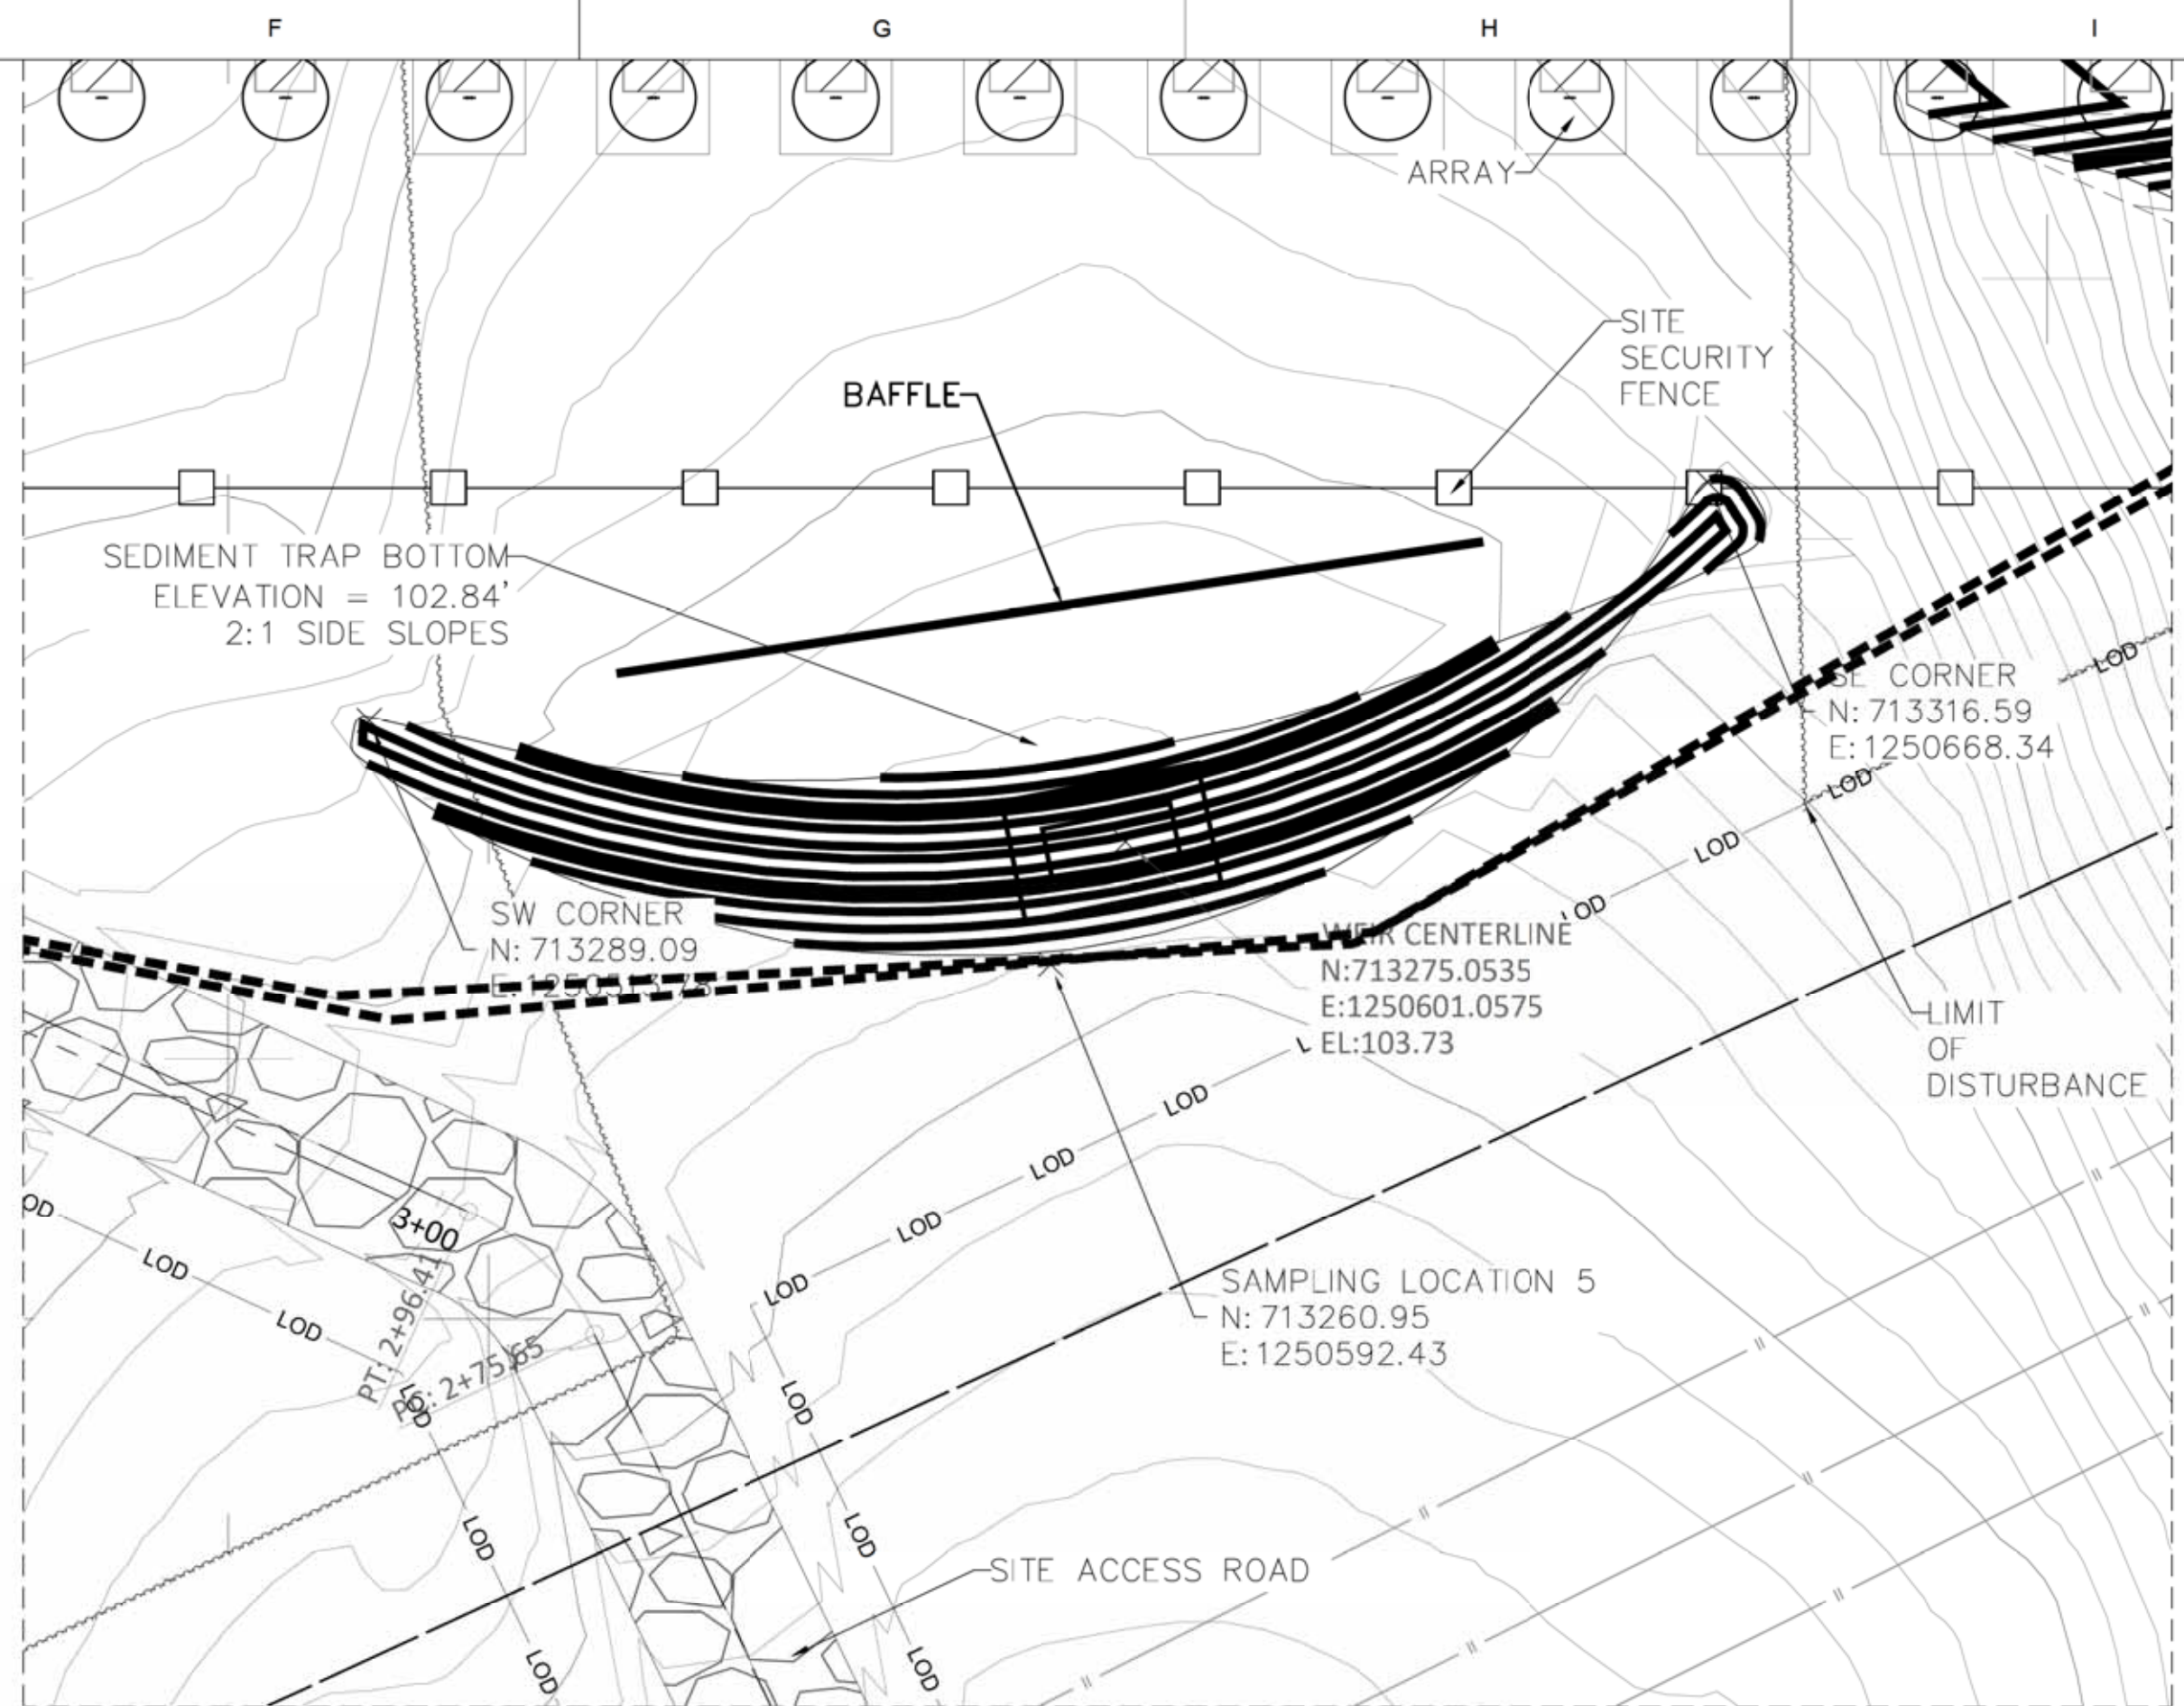 F
G
H
I
ARRAY
SITE
SECURITY
FENCE
BAFFLE
SEDIMENT TRAP BOTTOM
ELEVATION = 102.84'
2:1 SIDE SLOPES
LOD
SE CORNER
N: 713316.59
E: 1250668.34
LOD
LOD
SW CORNER
N: 713289.09
E: 1250513.78
LOD
WEIR CENTERLINE
N:713275.0535
E:1250601.0575
EL:103.73
LIMIT
OF
DISTURBANCE
LOD
LOD
LOD
LOD
OD
LOD
LOD
3+00
PT: 2+96.41
2+75.65
SAMPLING LOCATION 5
N: 713260.95
E: 1250592.43
LOD
LOD
LOD
LOD
SITE ACCESS ROAD
LOD
LOD